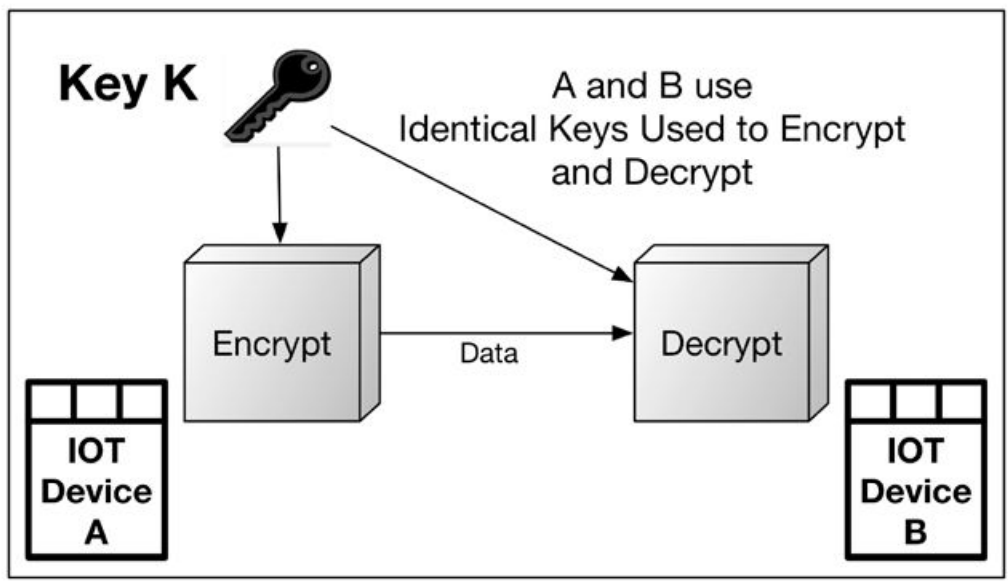 Key K
A and B use
Identical Keys Used to Encrypt
and Decrypt
Encrypt
Data
Decrypt
IOT
Device
A
IOT
Device
B